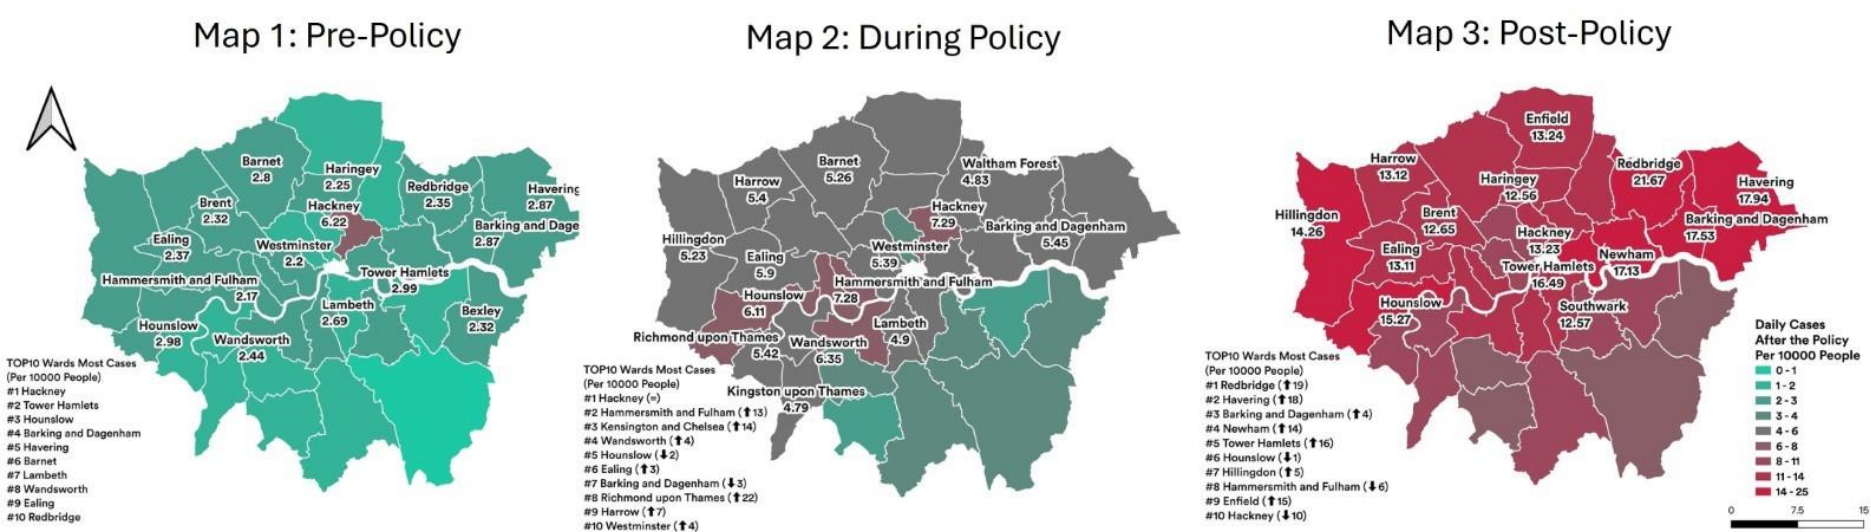 Map 1: Pre-Policy
Barnet
2.8
Haringey
2.25
Redbridge
2.35
Havering
2.87
Brent
2.32
Hackney
6.22
Barking and Dage
2.87
Ealing
2.37
Westminster
2.2
Hammersmith and Fulham
2.17
Tower Hamlets
2.99
Lambeth
2.69
Bexley
2.32
Hounslow
2.98
Wandsworth
2.44
TOP10 Wards Most Cases
(Per 10000 People)
#1 Hackney
#2 Tower Hamlets
#3 Hounslow
#4 Barking and Dagenham
#5 Havering
#6 Barnet
#7 Lambeth
#8 Wandsworth
#9 Ealing
#10 Redbridge
Map 2: During Policy
Barnet
5.26
Waltham Forest
4.83
Harrow
5.4
Hackney
7.29
Barking and Dagenham
5.45
Hillingdon
5.23
Westminster
5.39
Ealing
5.9
Hammersmith and Fulham
7.28
Hounslow
6.11
Lambeth
4.9
Richmond upon Thames
5.42
Wandsworth
6.35
Kingston upon Thames
4.79
TOP10 Wards Most Cases
(Per 10000 People)
#1 Hackney (=)
#2 Hammersmith and Fulham (⬆13)
#3 Kensington and Chelsea (⬆14)
#4 Wandsworth (⬆4)
#5 Hounslow (⬇2)
#6 Ealing (⬆3)
#7 Barking and Dagenham (⬇3)
#8 Richmond upon Thames (⬆22)
#9 Harrow (⬆7)
#10 Westminster (⬆4)
Map 3: Post-Policy
Enfield
13.24
Harrow
13.12
Redbridge
21.67
Haringey
12.56
Havering
17.94
Hillingdon
14.26
Brent
12.65
Barking and Dagenham
17.53
Hackney
13.23
Ealing
13.11
Newham
17.13
Tower Hamlets
16.49
Hounslow
15.27
Southwark
12.57
TOP10 Wards Most Cases
(Per 10000 People)
#1 Redbridge (⬆19)
#2 Havering (⬆18)
#3 Barking and Dagenham (⬆4)
#4 Newham (⬆14)
#5 Tower Hamlets (⬆16)
#6 Hounslow (⬇1)
#7 Hillingdon (⬆5)
#8 Hammersmith and Fulham (⬇6)
#9 Enfield (⬆15)
#10 Hackney (⬇10)
Daily Cases
After the Policy
Per 10000 People
0 - 1
1 - 2
2 - 3
3 - 4
4 - 6
6 - 8
8 - 11
11 - 14
14 - 25
0 7.5 15